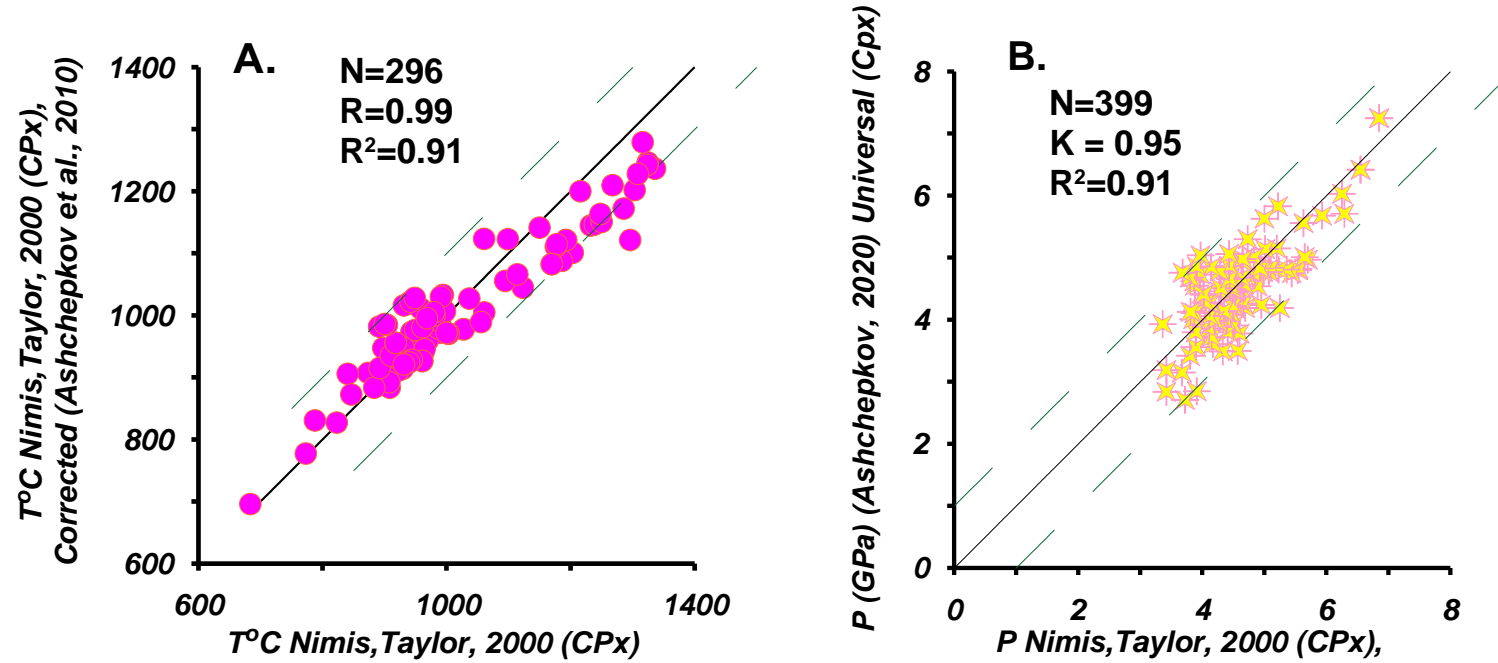 A.
N=296
R=0.99
R²=0.91
1400
1200
1000
800
600
600
1000
1400
T°C Nimis,Taylor, 2000 (CPx),
Corrected (Ashchepkov et al., 2010)
T°C Nimis,Taylor, 2000 (CPx)
B.
N=399
K = 0.95
R²=0.91
8
6
4
2
0
0
2
4
6
8
P (GPa) (Ashchepkov, 2020) Universal (Cpx)
P Nimis,Taylor, 2000 (CPx),